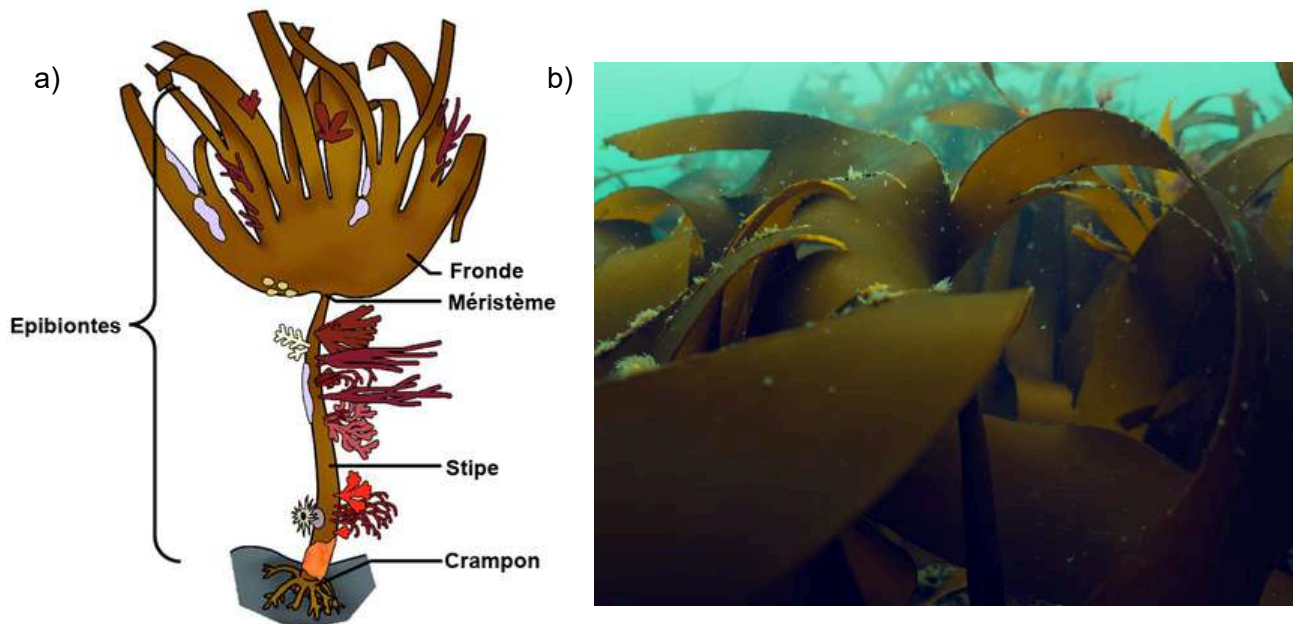 a)
b)
Fronde
Méristème
Epibiontes
Stipe
Crampon